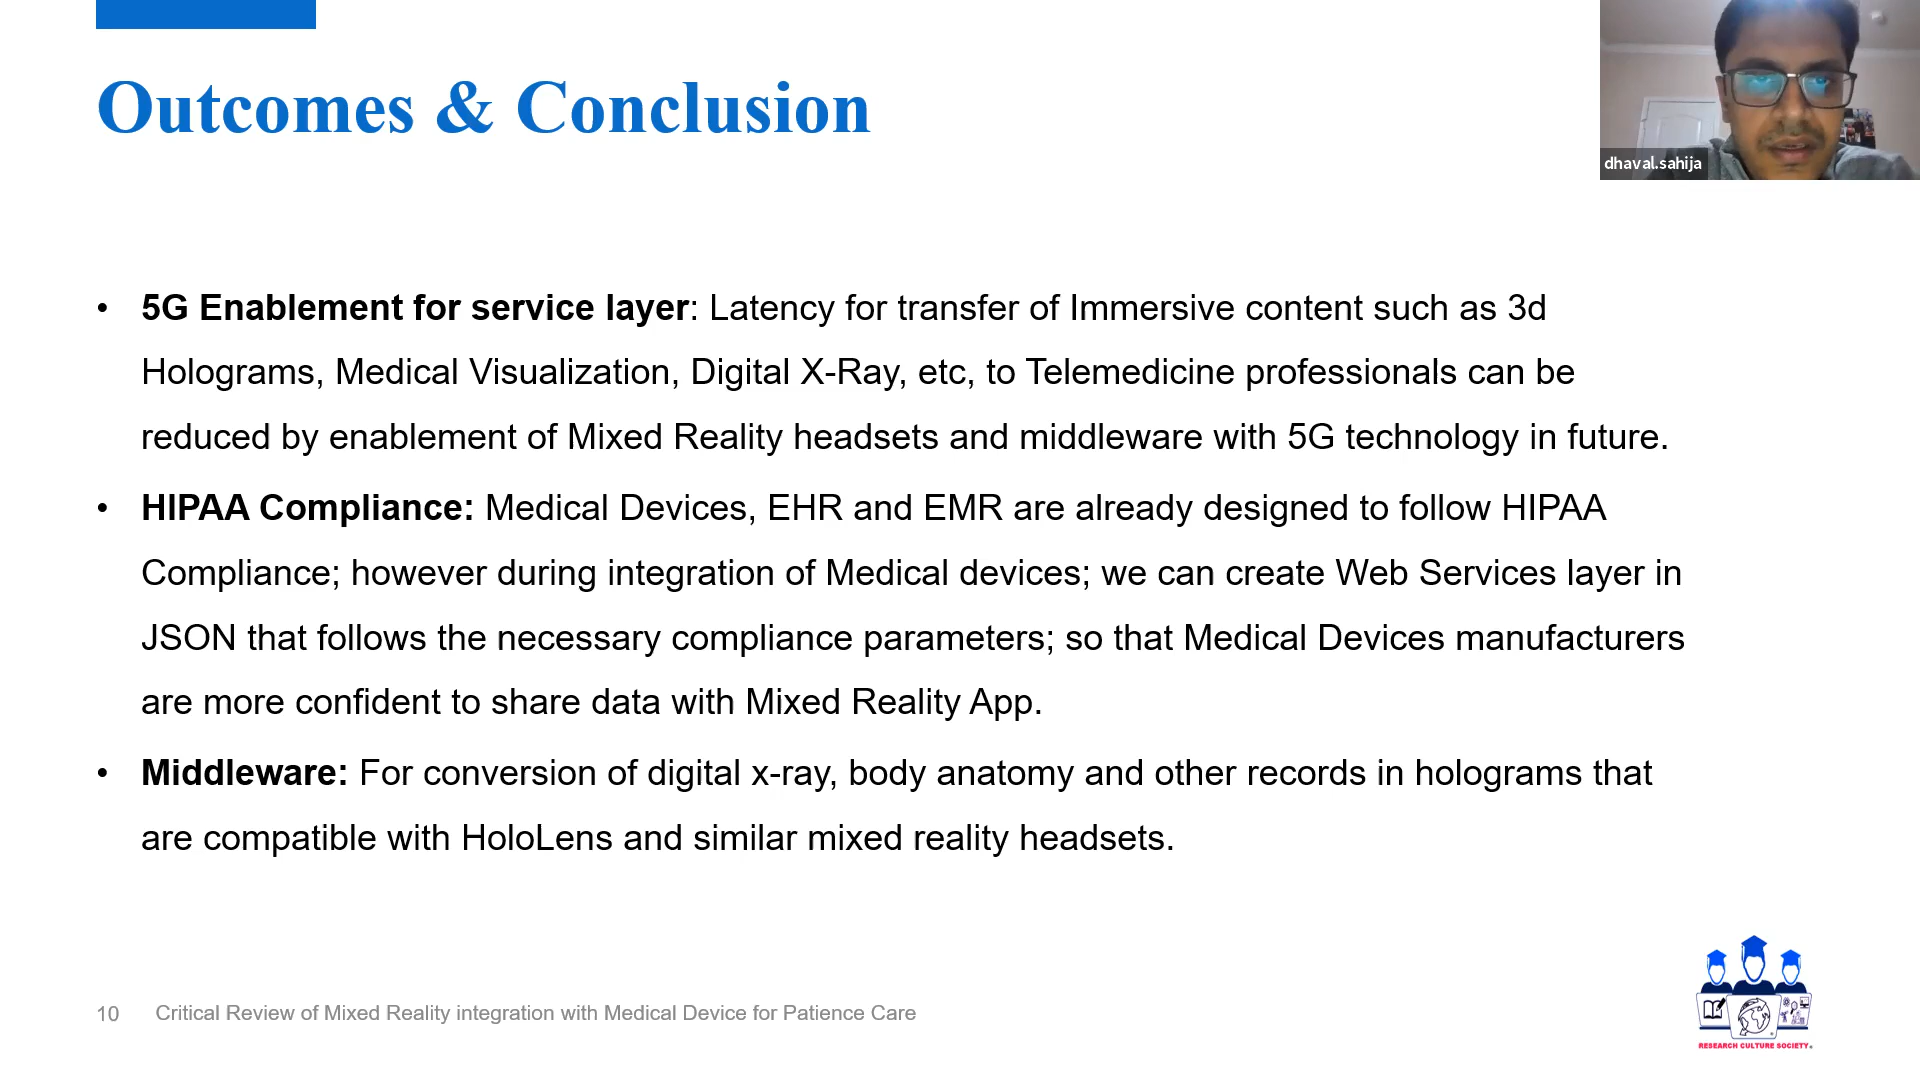 Outcomes & Conclusion
dhaval.sahija
• 5G Enablement for service layer: Latency for transfer of Immersive content such as 3d
Holograms, Medical Visualization, Digital X-Ray, etc, to Telemedicine professionals can be
reduced by enablement of Mixed Reality headsets and middleware with 5G technology in future.
• HIPAA Compliance: Medical Devices, EHR and EMR are already designed to follow HIPAA
Compliance; however during integration of Medical devices; we can create Web Services layer in
JSON that follows the necessary compliance parameters; so that Medical Devices manufacturers
are more confident to share data with Mixed Reality App.
• Middleware: For conversion of digital x-ray, body anatomy and other records in holograms that
are compatible with HoloLens and similar mixed reality headsets.
10 Critical Review of Mixed Reality integration with Medical Device for Patience Care
RESEARCH CULTURE SOCIETY